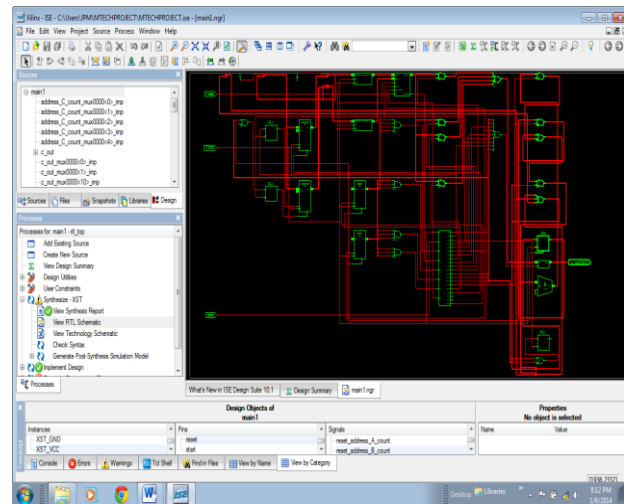 Xilinx - ISE - C:\Users\JPM\MTECHPROJECT\MTECHPROJECT.ise - [main1.ngr]
File Edit View Project Source Process Window Help
Sources
main1
address_C_count_mux0000<0>_imp
address_C_count_mux0000<1>_imp
address_C_count_mux0000<2>_imp
address_C_count_mux0000<3>_imp
address_C_count_mux0000<4>_imp
c_out
c_out_mux0000<0>_imp
c_out_mux0000<10>_imp
c_out_mux0000<1>_imp
Sources Files Snapshots Libraries Design
Processes
Processes for: main1 - rtl_top
Add Existing Source
Create New Source
View Design Summary
Design Utilities
User Constraints
Synthesize - XST
View Synthesis Report
View RTL Schematic
View Technology Schematic
Check Syntax
Generate Post-Synthesis Simulation Model
Implement Design
Processes
What's New in ISE Design Suite 10.1 Design Summary main1.ngr
Design Objects of
main1
Properties
No object is selected
Instances Pins Signals Name Value
XST_GND reset reset_address_A_count
XST_VCC start reset_address_B_count
Console Errors Warnings Tcl Shell Find in Files View by Name View by Category
[1936,2332]
Desktop Libraries 8:12 PM
1/6/2014